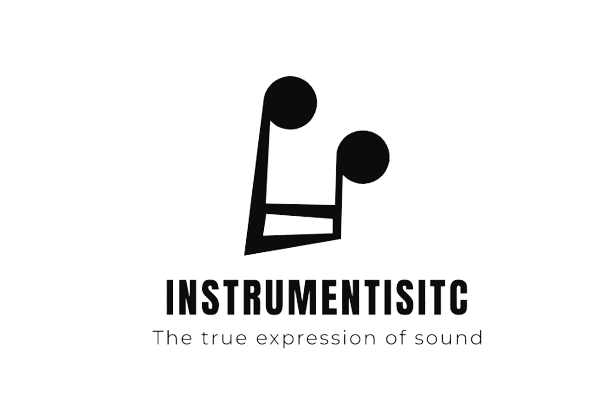 INSTRUMENTISITC
The true expression of sound